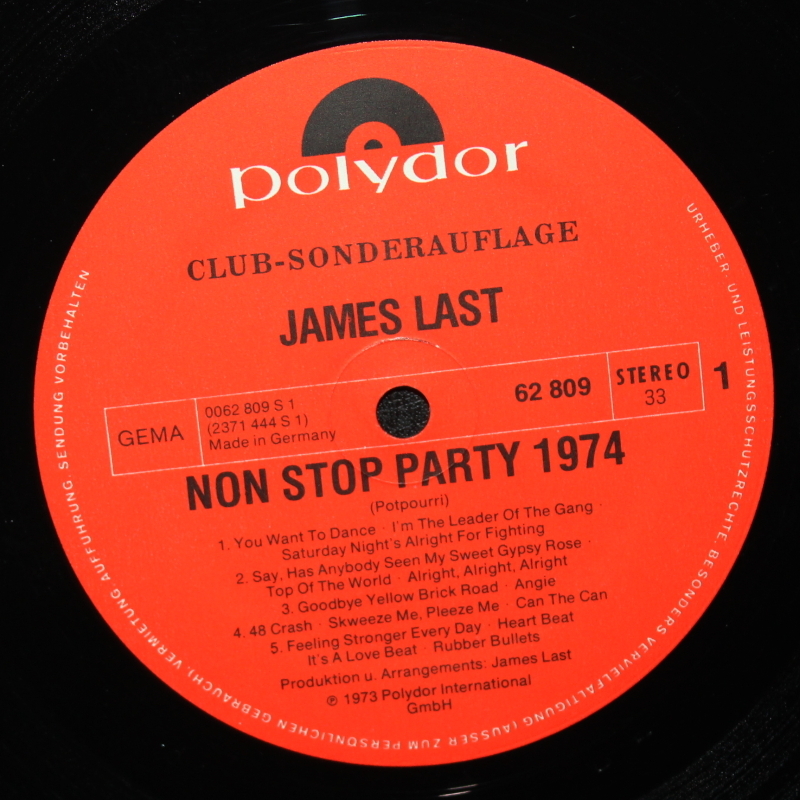 polydor
CLUB-SONDERAUFLAGE
JAMES LAST
GEMA
0062 809 S 1
(2371 444 S 1)
Made in Germany
62 809
STEREO
33
1
NON STOP PARTY 1974
(Potpourri)
1. You Want To Dance · I'm The Leader Of The Gang ·
Saturday Night's Alright For Fighting
2. Say, Has Anybody Seen My Sweet Gypsy Rose ·
Top Of The World · Alright, Alright, Alright
3. Goodbye Yellow Brick Road · Angie
4. 48 Crash · Skweeze Me, Pleeze Me · Can The Can
5. Feeling Stronger Every Day · Heart Beat
It's A Love Beat · Rubber Bullets
Produktion u. Arrangements: James Last
℗ 1973 Polydor International
GmbH
URHEBER- UND LEISTUNGSSCHUTZRECHTE, BESONDERS VERVIELFÄLTIGUNG (AUSSER ZUM PERSÖNLICHEN GEBRAUCH), VERMIETUNG AUFFÜHRUNG SENDUNG VORBEHALTEN